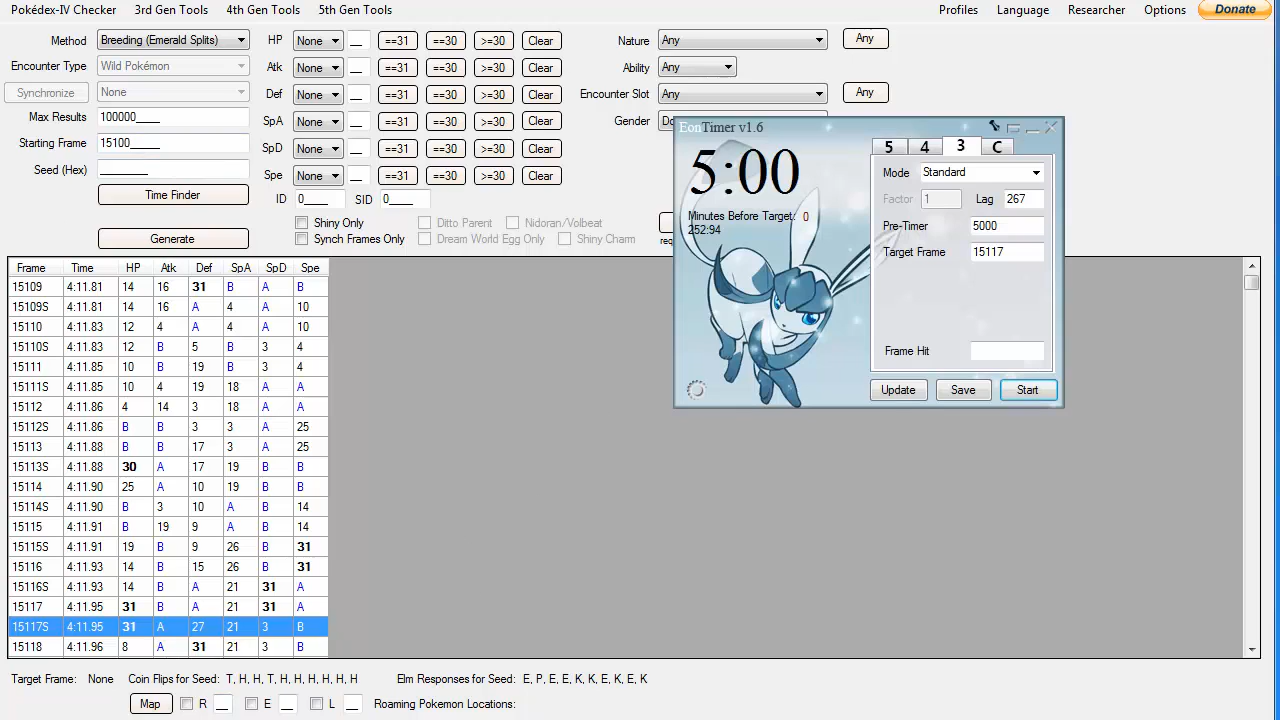 Pokédex-IV Checker 3rd Gen Tools 4th Gen Tools 5th Gen Tools Profiles Language Researcher Options Donate
Method Breeding (Emerald Splits) HP None __ ==31 ==30 >=30 Clear Nature Any Any
Encounter Type Wild Pokémon Atk None __ ==31 ==30 >=30 Clear Ability Any
Synchronize None Def None __ ==31 ==30 >=30 Clear Encounter Slot Any Any
Max Results 100000____ SpA None __ ==31 ==30 >=30 Clear Gender
Starting Frame 15100_____ SpD None __ ==31 ==30 >=30 Clear
Seed (Hex) ________ Spe None __ ==31 ==30 >=30 Clear
Time Finder ID 0____ SID 0____
Shiny Only Ditto Parent Nidoran/Volbeat
Generate Synch Frames Only Dream World Egg Only Shiny Charm
EonTimer v1.6
5:00 5 4 3 C
Mode Standard
Minutes Before Target: 0 Factor 1 Lag 267
252:94 Pre-Timer 5000
Target Frame 15117
Frame Hit
Update Save Start
Frame Time HP Atk Def SpA SpD Spe
15109 4:11.81 14 16 31 B A B
15109S 4:11.81 14 16 A 4 A 10
15110 4:11.83 12 4 A 4 A 10
15110S 4:11.83 12 B 5 B 3 4
15111 4:11.85 10 B 19 B 3 4
15111S 4:11.85 10 4 19 18 A A
15112 4:11.86 4 14 3 18 A A
15112S 4:11.86 B B 3 3 A 25
15113 4:11.88 B B 17 3 A 25
15113S 4:11.88 30 A 17 19 B B
15114 4:11.90 25 A 10 19 B B
15114S 4:11.90 B 3 10 A B 14
15115 4:11.91 B 19 9 A B 14
15115S 4:11.91 19 B 9 26 B 31
15116 4:11.93 14 B 15 26 B 31
15116S 4:11.93 14 B A 21 31 A
15117 4:11.95 31 B A 21 31 A
15117S 4:11.95 31 A 27 21 3 B
15118 4:11.96 8 A 31 21 3 B
Target Frame: None Coin Flips for Seed: T, H, H, T, H, H, H, H, H, H Elm Responses for Seed: E, P, E, E, K, K, E, K, E, K
Map R __ E __ L __ Roaming Pokemon Locations: